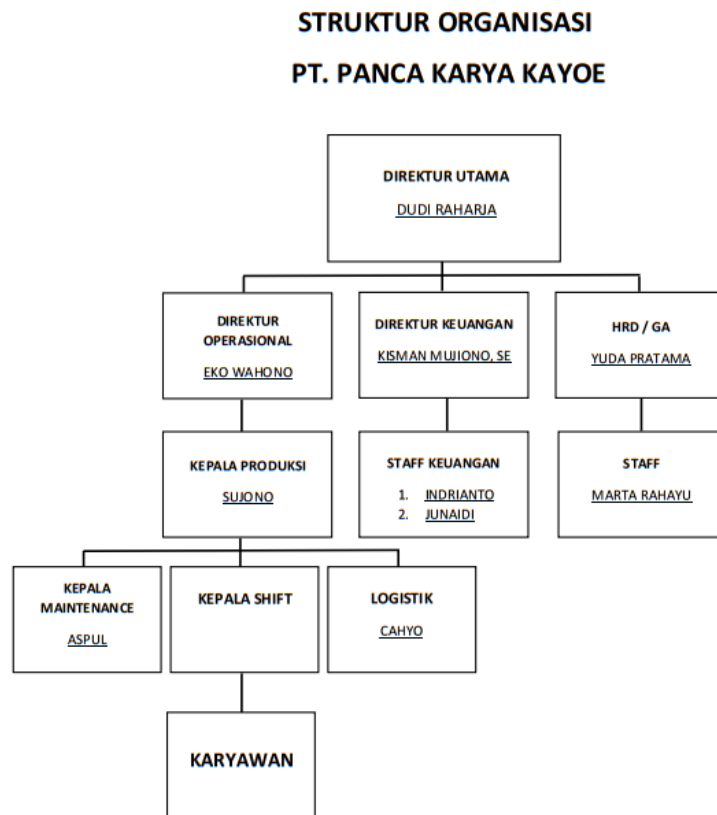 STRUKTUR ORGANISASI
PT. PANCA KARYA KAYOE
DIREKTUR UTAMA
DUDI RAHARJA
DIREKTUR
OPERASIONAL
EKO WAHONO
DIREKTUR KEUANGAN
KISMAN MUJIONO, SE
HRD / GA
YUDA PRATAMA
KEPALA PRODUKSI
SUJONO
STAFF KEUANGAN
1. INDRIANTO
2. JUNAIDI
STAFF
MARTA RAHAYU
KEPALA
MAINTENANCE
ASPUL
KEPALA SHIFT
LOGISTIK
CAHYO
KARYAWAN